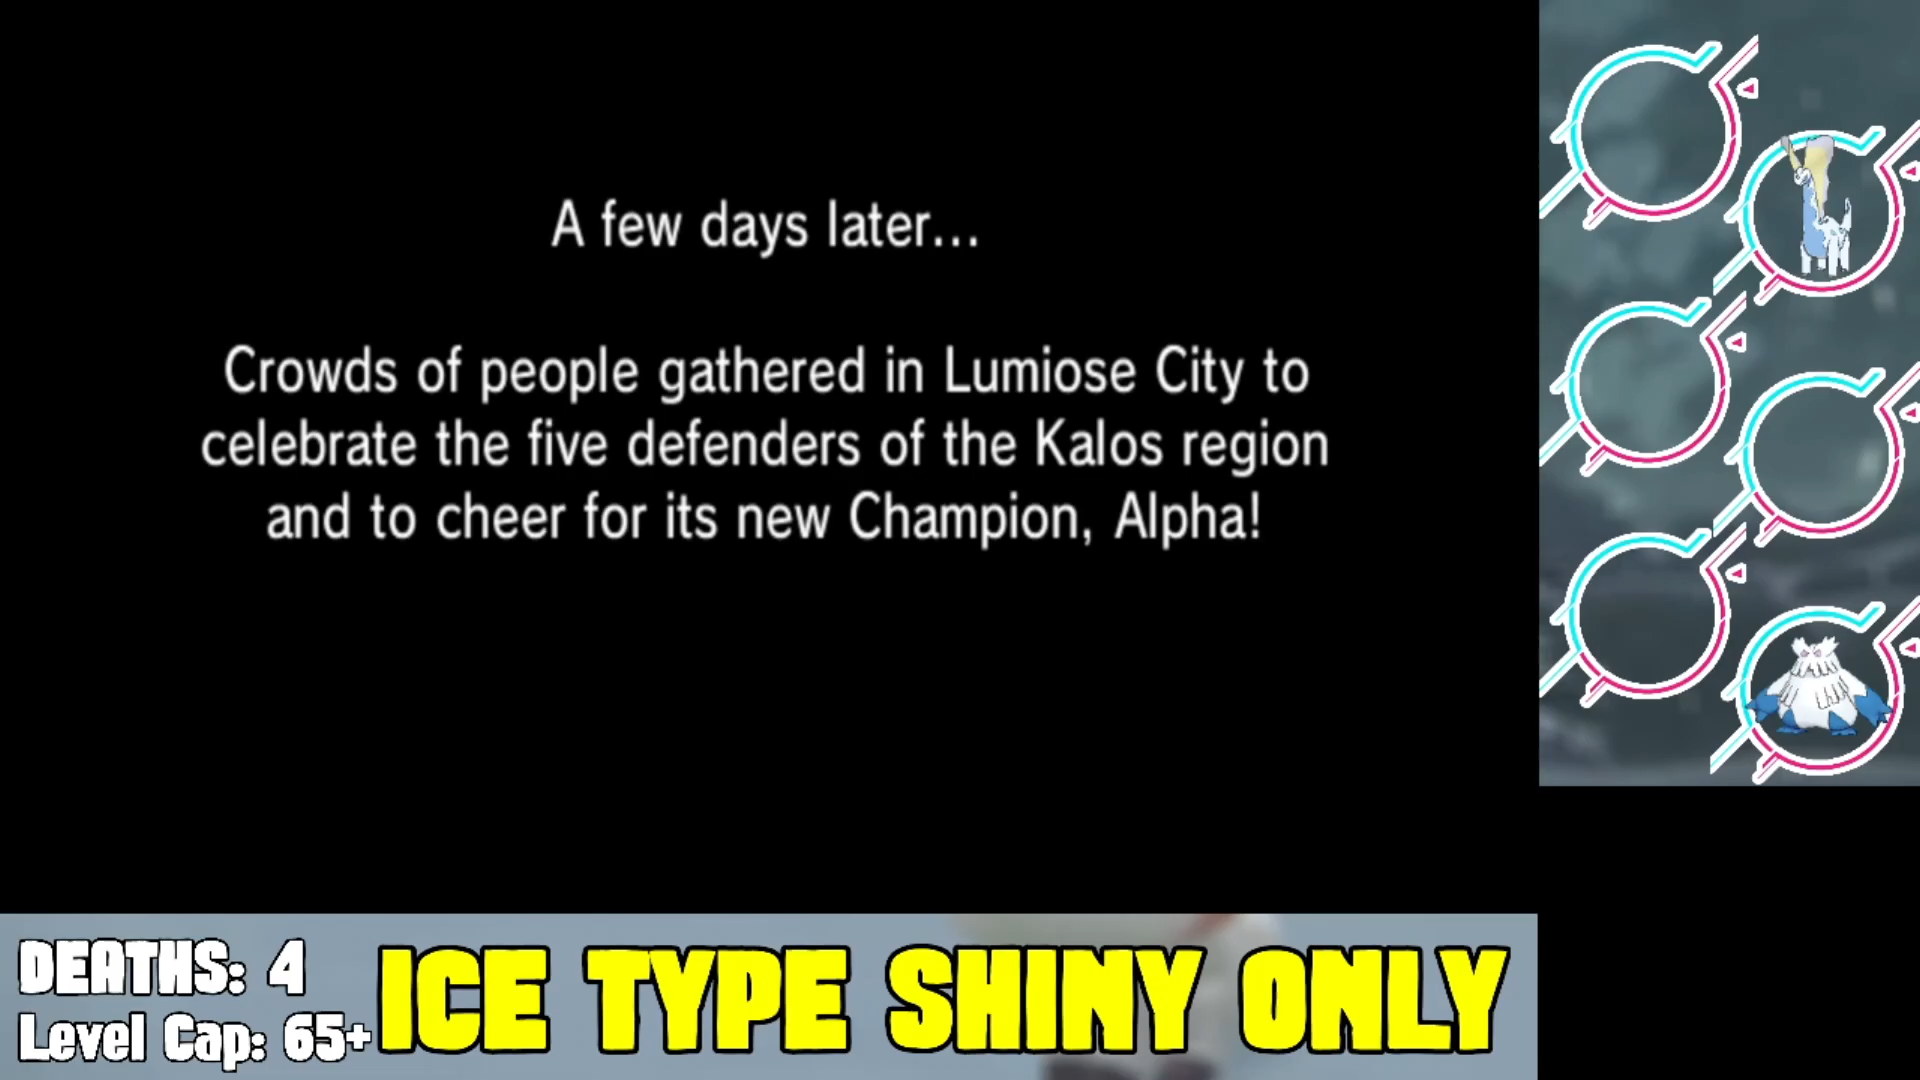 A few days later...
Crowds of people gathered in Lumiose City to
celebrate the five defenders of the Kalos region
and to cheer for its new Champion, Alpha!
DEATHS: 4
Level Cap: 65+
ICE TYPE SHINY ONLY